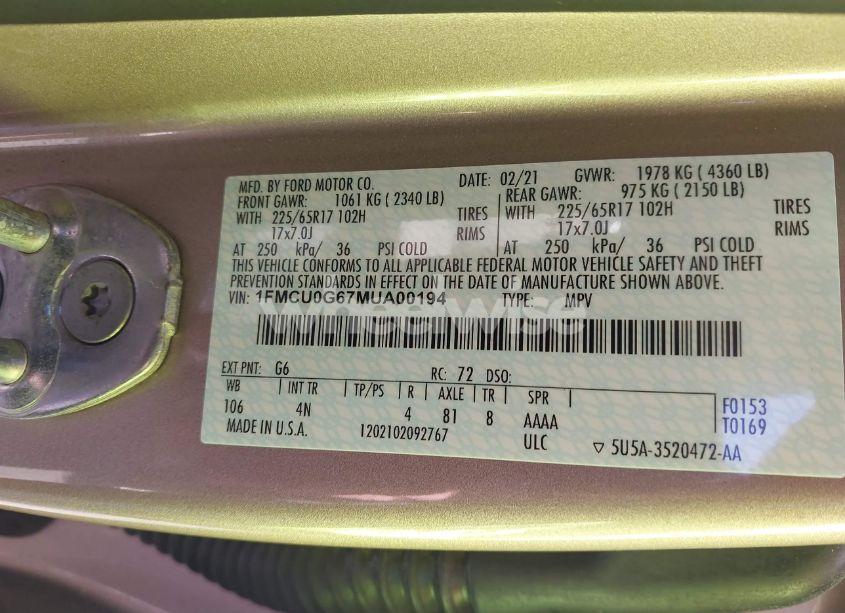 MFD. BY FORD MOTOR CO. DATE: 02/21 GVWR: 1978 KG ( 4360 LB)
FRONT GAWR: 1061 KG ( 2340 LB) REAR GAWR: 975 KG ( 2150 LB)
WITH 225/65R17 102H TIRES WITH 225/65R17 102H TIRES
17x7.0J RIMS 17x7.0J RIMS
AT 250 kPa/ 36 PSI COLD AT 250 kPa/ 36 PSI COLD
THIS VEHICLE CONFORMS TO ALL APPLICABLE FEDERAL MOTOR VEHICLE SAFETY AND THEFT
PREVENTION STANDARDS IN EFFECT ON THE DATE OF MANUFACTURE SHOWN ABOVE.
VIN: 1FMCU0G67MUA00194 TYPE: MPV
wheelwise
EXT PNT: G6 RC: 72 DSO:
WB INT TR TP/PS R AXLE TR SPR
106 4N 4 81 8 AAAA F0153
MADE IN U.S.A. 1202102092767 ULC T0169
▽ 5U5A-3520472-AA